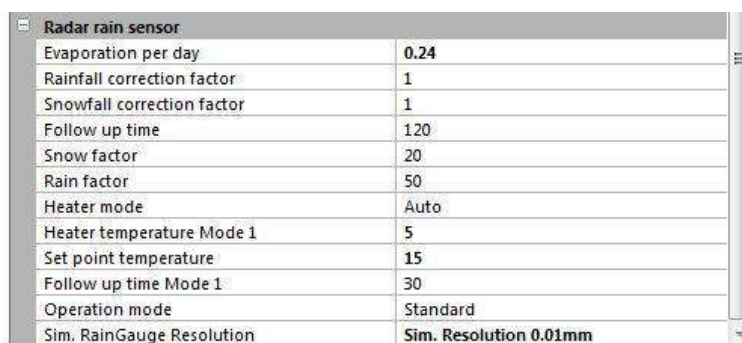 Radar rain sensor
Evaporation per day 0.24
Rainfall correction factor 1
Snowfall correction factor 1
Follow up time 120
Snow factor 20
Rain factor 50
Heater mode Auto
Heater temperature Mode 1 5
Set point temperature 15
Follow up time Mode 1 30
Operation mode Standard
Sim. RainGauge Resolution Sim. Resolution 0.01mm